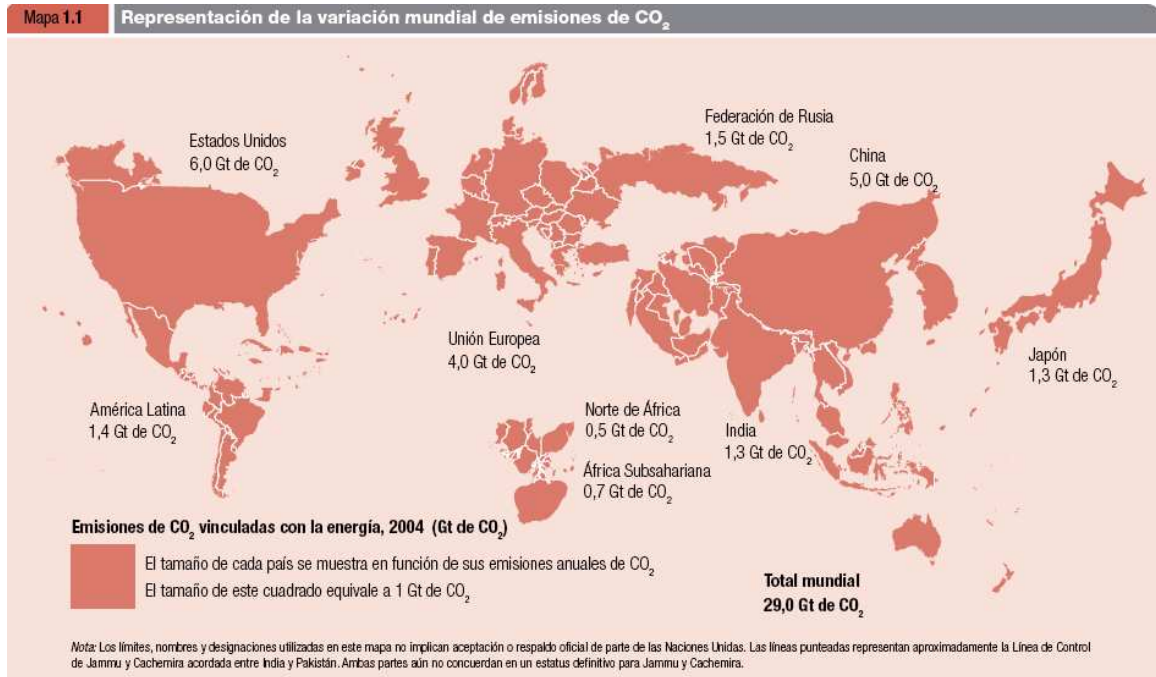 Mapa 1.1
Representación de la variación mundial de emisiones de CO₂
Estados Unidos
6,0 Gt de CO₂
Federación de Rusia
1,5 Gt de CO₂
China
5,0 Gt de CO₂
Unión Europea
4,0 Gt de CO₂
Japón
1,3 Gt de CO₂
América Latina
1,4 Gt de CO₂
Norte de África
0,5 Gt de CO₂
India
1,3 Gt de CO₂
África Subsahariana
0,7 Gt de CO₂
Emisiones de CO₂ vinculadas con la energía, 2004 (Gt de CO₂)
El tamaño de cada país se muestra en función de sus emisiones anuales de CO₂
El tamaño de este cuadrado equivale a 1 Gt de CO₂
Total mundial
29,0 Gt de CO₂
Nota: Los límites, nombres y designaciones utilizadas en este mapa no implican aceptación o respaldo oficial de parte de las Naciones Unidas. Las líneas punteadas representan aproximadamente la Línea de Control
de Jammu y Cachemira acordada entre India y Pakistán. Ambas partes aún no concuerdan en un estatus definitivo para Jammu y Cachemira.